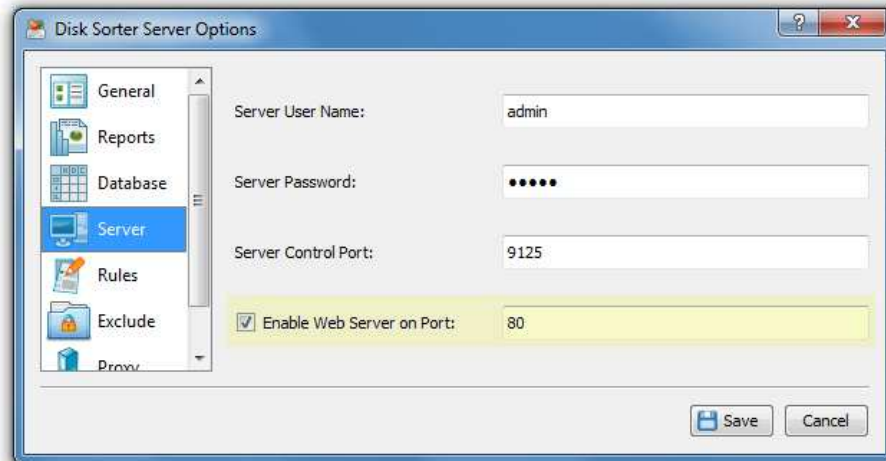 Disk Sorter Server Options
General
Reports
Database
Server
Rules
Exclude
Proxy
Server User Name: admin
Server Password: •••••
Server Control Port: 9125
Enable Web Server on Port: 80
Save Cancel